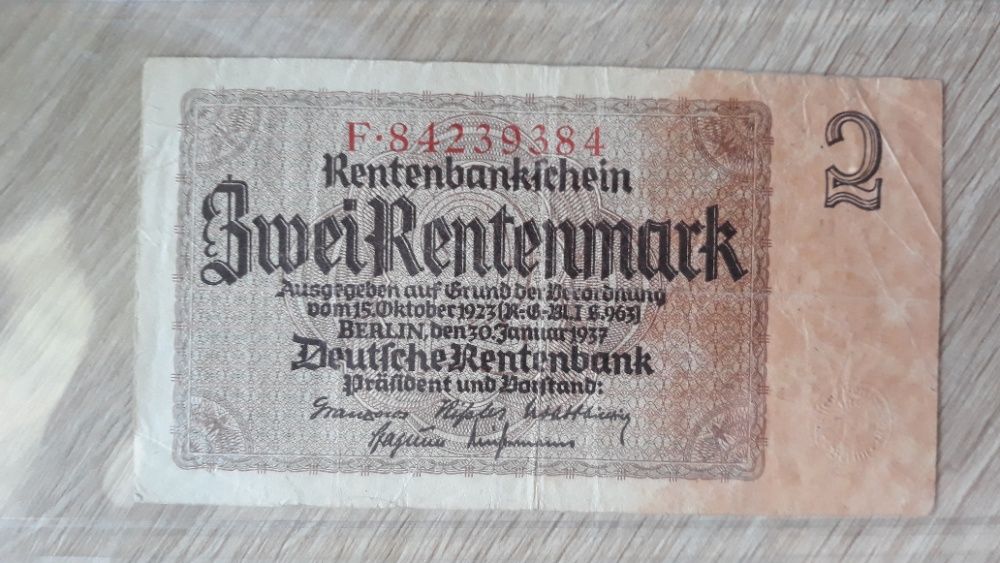 F·84239384
Rentenbankschein
2
Zwei Rentenmark
Ausgegeben auf Grund der Verordnung
vom 15. Oktober 1923 (R.-G.-Bl. I S. 963)
BERLIN, den 30. Januar 1937
Deutsche Rentenbank
Präsident und Vorstand: